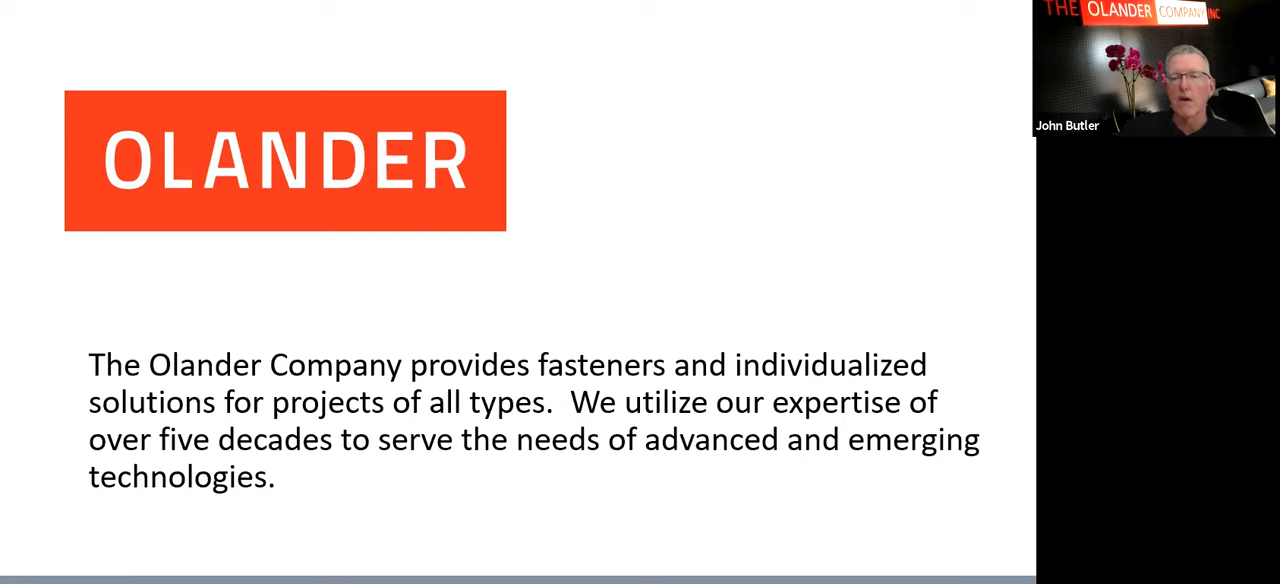 THE OLANDER COMPANY INC
John Butler
OLANDER
The Olander Company provides fasteners and individualized
solutions for projects of all types.  We utilize our expertise of
over five decades to serve the needs of advanced and emerging
technologies.